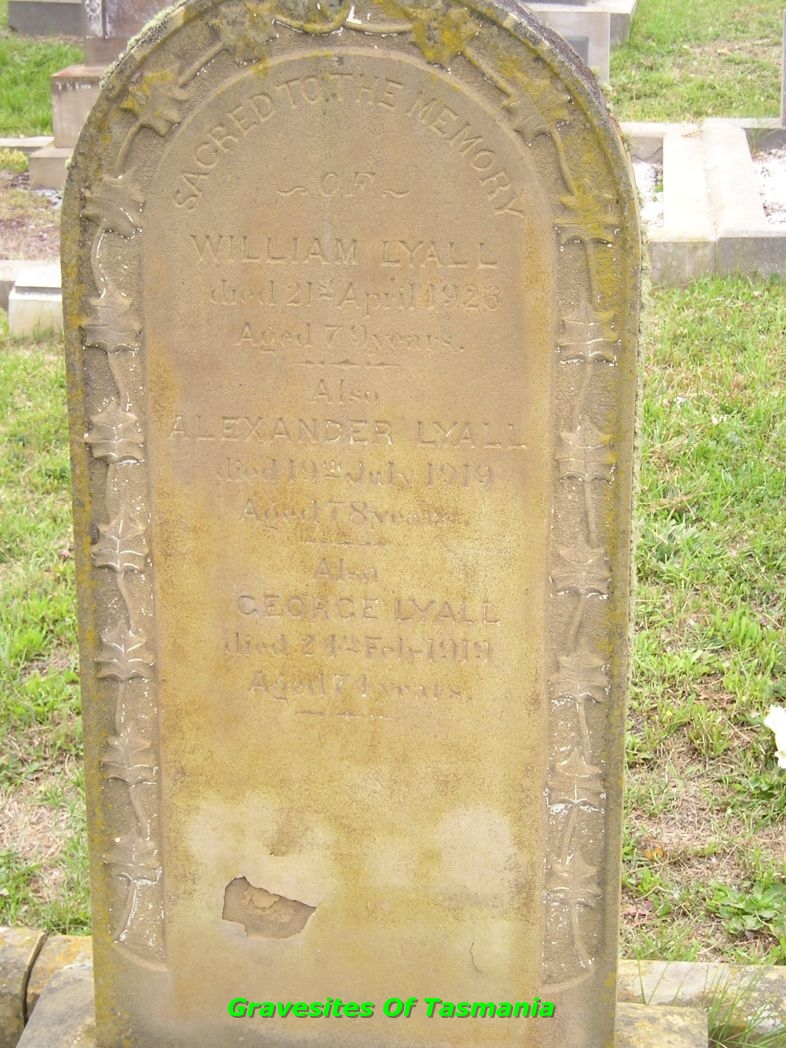 SACRED TO THE MEMORY
OF
WILLIAM LYALL
died 21st April 1926
Aged 79 years.
Also
ALEXANDER LYALL
Died 19th July 1919
Aged 78 years.
Also
GEORGE LYALL
died 24th Feb. 1919
Aged 74 years.
Gravesites Of Tasmania